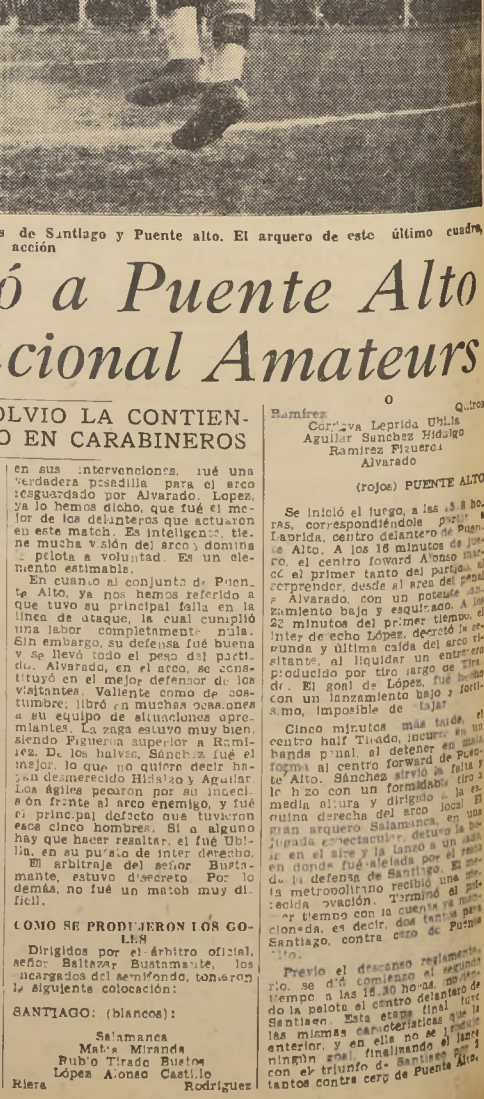 s de Santiago y Puente alto. El arquero de este último cuadro,
acción
ó a Puente Alto
cional Amateurs
OLVIO LA CONTIEN-
O EN CARABINEROS
en sus intervenciones, fué una
verdadera pesadilla para el arco
resguardado por Alvarado. Lopez,
ya lo hemos dicho, que fué el me-
jor de los delanteros que actuaron
en este match. Es inteligente, tie-
ne mucha visión del arco y domina
la pelota a voluntad. Es un ele-
mento estimable.
En cuanto al conjunto de Puen-
te Alto, ya nos hemos referido a
que tuvo su principal falla en la
línea de ataque, la cual cumplió
una labor completamente nula.
Sin embargo, su defensa fué buena
y se llevó todo el peso del parti-
do. Alvarado, en el arco, se cons-
tituyó en el mejor defensor de los
visitantes. Valiente como de cos-
tumbre; libró en muchas ocasiones
a su equipo de situaciones apre-
miantes. La zaga estuvo muy bien,
siendo Figueroa superior a Ramí-
rez. De los halves, Sánchez fué el
mejor, lo que no quiere decir ha-
yan desmerecido Hidalgo y Aguilar.
Los ágiles pecaron por su indeci-
sión frente al arco enemigo, y fué
el principal defecto que tuvieron
esos cinco hombres. Si a alguno
hay que hacer resaltar, el fué Ubi-
lla, en su puesto de inter derecho.
El arbitraje del señor Busta-
mante, estuvo discreto. Por lo
demás, no fué un match muy di-
fícil.
COMO SE PRODUJERON LOS GO-
LES
Dirigidos por el árbitro oficial,
señor Baltazar Bustamante, los
encargados del semifondo, tomaron
la siguiente colocación:
SANTIAGO: (blancos):
Salamanca
Mata Miranda
Rubio Tirado Bustos
López Alonso Castillo
Riera Rodríguez
O
Ramírez Quiroz
Cordova Leprida Ubilla
Aguilar Sanchez Hidalgo
Ramírez Figueroa
Alvarado
(rojos) PUENTE ALTO
Se inició el juego, a las 15.8 ho-
ras, correspondiéndole partir a
Laprida, centro delantero de Puen-
te Alto. A los 16 minutos de jue-
go, el centro foward Alonso mar-
có el primer tanto del partido, al
sorprender, desde al area del penal
a Alvarado, con un potente
zamiento bajo y esquinado. A los
22 minutos del primer tiempo, el
inter derecho López, decretó la se-
gunda y última caída del arco vi-
sitante, al liquidar un entrevero
producido por tiro largo de Tira-
do. El goal de López, fué hecho
con un lanzamiento bajo y fortí-
simo, imposible de atajar.
Cinco minutos más tarde, el
centro half Tirado, incurre en un
hands penal, al detener en mala
forma al centro forward de Puen-
te Alto. Sánchez sirvió la falta y
lo hizo con un formidable tiro a
media altura y dirigido a la es-
quina derecha del arco local. El
gran arquero Salamanca, en una
jugada espectacular, detuvo la pe-
lota en el aire y la lanzo a un lado,
en donde fué alejada por el resto
de la defensa de Santiago. El
la metropolitano recibió una me-
recida ovación. Terminó el pri-
mer tiempo con la cuenta ya men-
cionada, es decir, dos tantos para
Santiago, contra cero de Puente
Alto.
Previo el descanso reglamenta-
rio, se dió comienzo al segundo
tiempo a las 16.30 horas,
do la pelota el centro delantero de
Santiago. Esta etapa final tuvo
las mismas características que la
anterior, y en ella no se produjo
ningún goal, finalizando el lance
con el triunfo de Santiago por 2
tantos contra cero de Puente Alto.